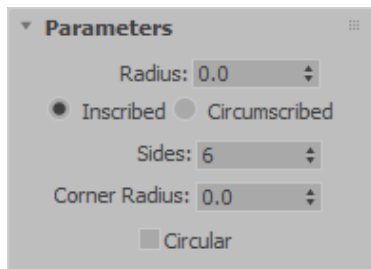 Parameters
Radius: 0.0
Inscribed Circumscribed
Sides: 6
Corner Radius: 0.0
Circular